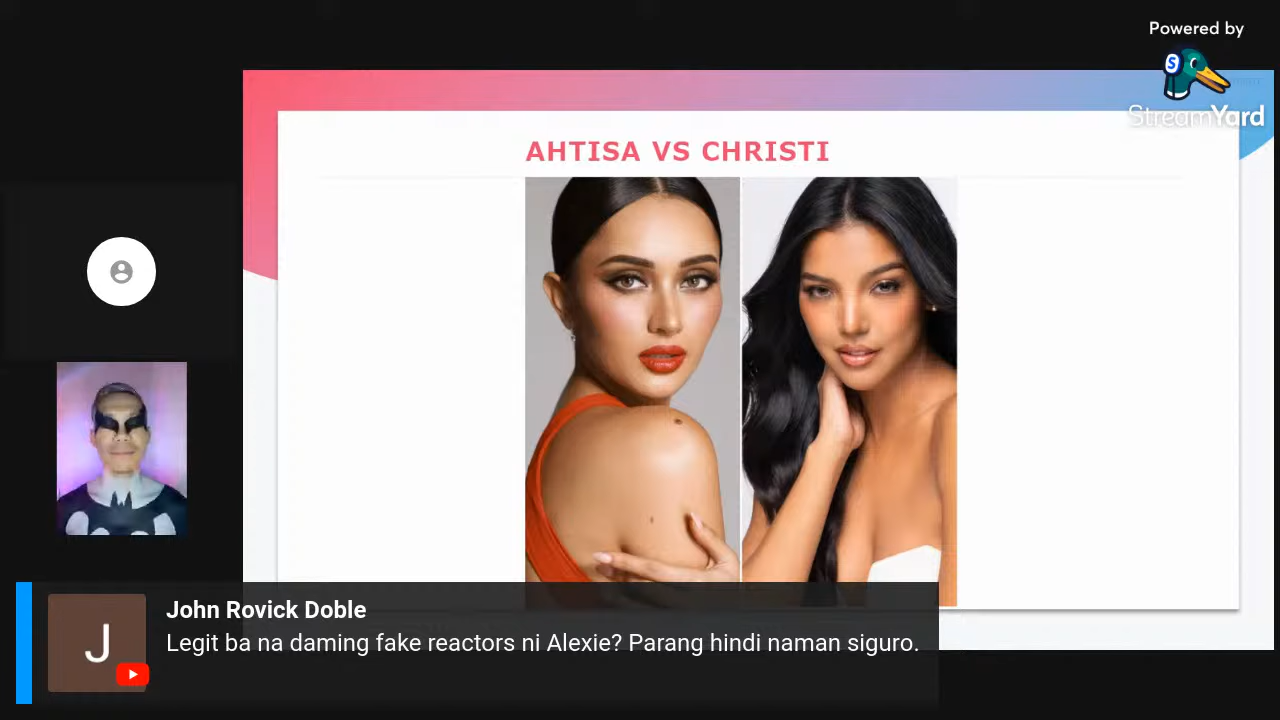 Powered by
StreamYard
AHTISA VS CHRISTI
John Rovick Doble
Legit ba na daming fake reactors ni Alexie? Parang hindi naman siguro.
J
S